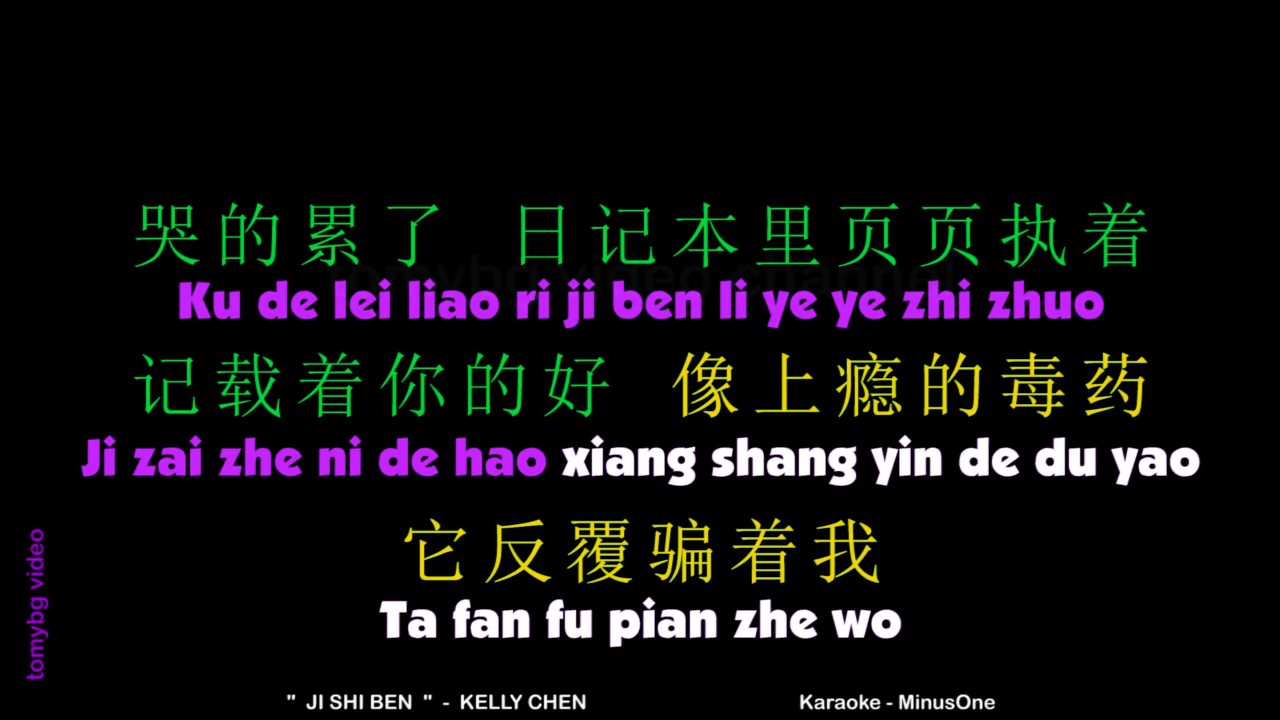 哭的累了 日记本里页页执着
Ku de lei liao ri ji ben li ye ye zhi zhuo
记载着你的好 像上瘾的毒药
Ji zai zhe ni de hao xiang shang yin de du yao
它反覆骗着我
Ta fan fu pian zhe wo
tomybg video channel
tomybg video
" JI SHI BEN " - KELLY CHEN Karaoke - MinusOne